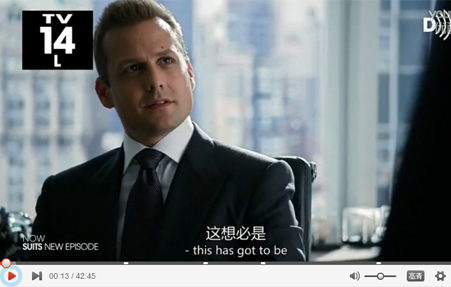 TV
14
L
D
NOW
SUITS NEW EPISODE
这想必是
- this has got to be
00:13 / 42:45
高清